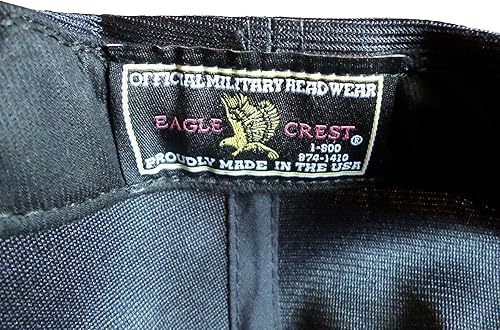 OFFICIAL MILITARY HEADWEAR
EAGLE CREST®
1-800
974-1410
PROUDLY MADE IN THE USA